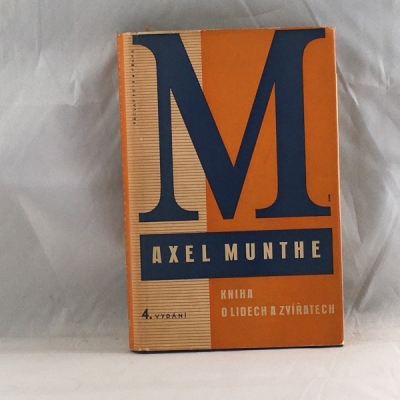 M
AXEL MUNTHE
KNIHA
O LIDECH A ZVÍŘATECH
4. VYDÁNÍ